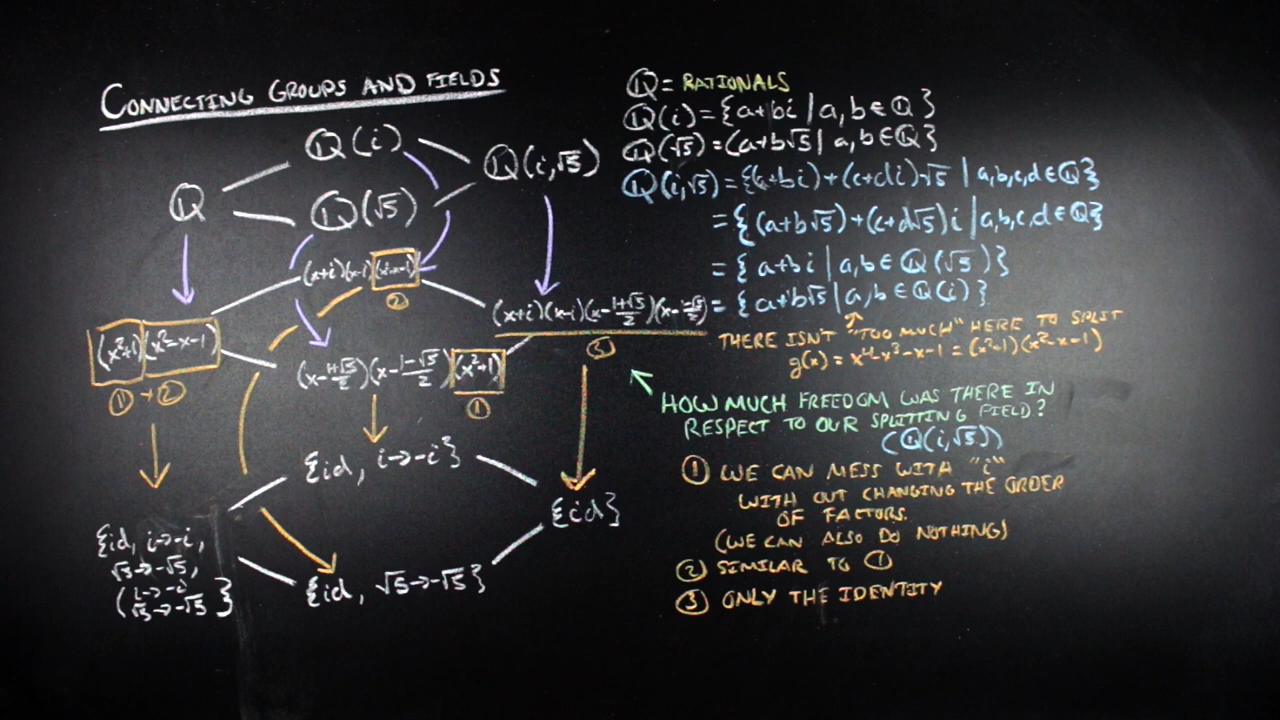 CONNECTING GROUPS AND FIELDS
Q(i)
Q(i,√5)
Q
Q(√5)
(x+i)(x-i)(x²-x-1)
②
(x+i)(x-i)(x-1+√5/2)(x-1-√5/2)
③
(x²+1)(x²-x-1)
① → ②
(x-1+√5/2)(x-1-√5/2)(x²+1)
①
{id, i→-i}
{id}
{id, i→-i,
√5→-√5,
(i→-i
√5→-√5}
{id, √5→-√5}
Q = RATIONALS
Q(i) = {a+bi | a,b ∈ Q}
Q(√5) = (a+b√5 | a,b ∈ Q}
Q(i,√5) = {(a+bi)+(c+di)√5 | a,b,c,d ∈ Q}
= {(a+b√5)+(c+d√5)i | a,b,c,d ∈ Q}
= {a+bi | a,b ∈ Q(√5)}
= {a+b√5 | a,b ∈ Q(i)}
THERE ISN'T "TOO MUCH" HERE TO SPLIT
g(x) = x⁴-x³-x-1 = (x²+1)(x²-x-1)
HOW MUCH FREEDOM WAS THERE IN
RESPECT TO OUR SPLITTING FIELD?
(Q(i,√5))
① WE CAN MESS WITH "i"
WITH OUT CHANGING THE ORDER
OF FACTORS.
(WE CAN ALSO DO NOTHING)
② SIMILAR TO ①
③ ONLY THE IDENTITY